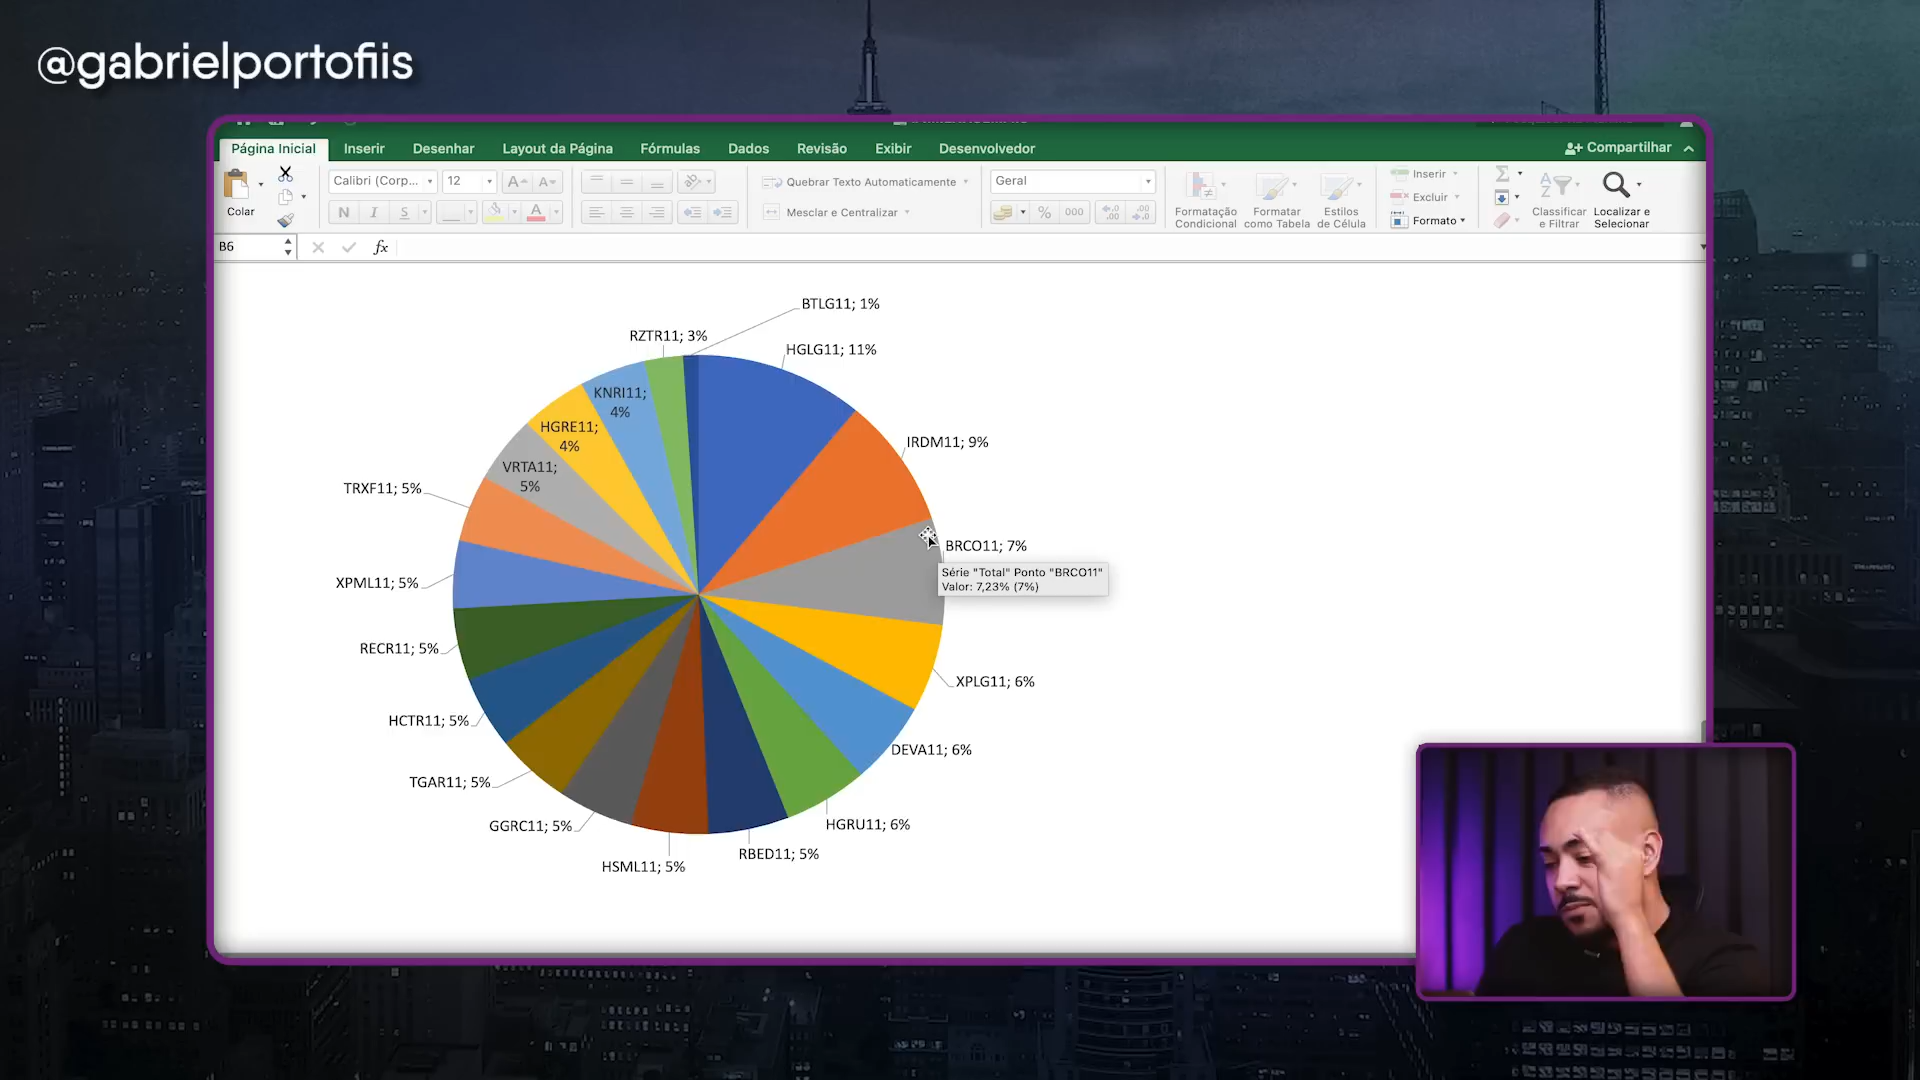 @gabrielportofiis
Página Inicial Inserir Desenhar Layout da Página Fórmulas Dados Revisão Exibir Desenvolvedor Compartilhar
Colar
Calibri (Corp... 12
N I S
Quebrar Texto Automaticamente
Mesclar e Centralizar
Geral
% 000
Formatação Condicional
Formatar como Tabela
Estilos de Célula
Inserir
Excluir
Formato
Classificar e Filtrar
Localizar e Selecionar
B6 fx
BTLG11; 1%
RZTR11; 3%
HGLG11; 11%
KNRI11;
4%
HGRE11;
4%
IRDM11; 9%
VRTA11;
5%
TRXF11; 5%
BRCO11; 7%
Série "Total" Ponto "BRCO11"
Valor: 7,23% (7%)
XPML11; 5%
RECR11; 5%
XPLG11; 6%
HCTR11; 5%
DEVA11; 6%
TGAR11; 5%
GGRC11; 5%
HGRU11; 6%
RBED11; 5%
HSML11; 5%